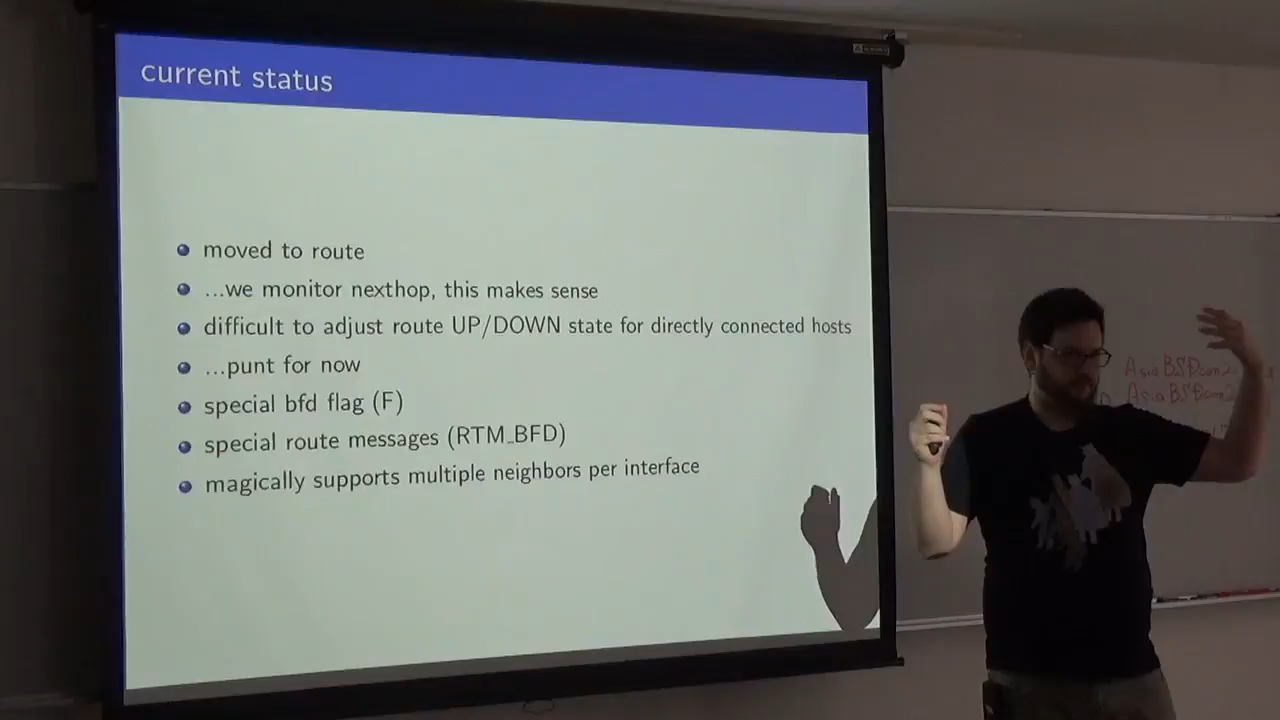 current status
moved to route
...we monitor nexthop, this makes sense
difficult to adjust route UP/DOWN state for directly connected hosts
...punt for now
special bfd flag (F)
special route messages (RTM_BFD)
magically supports multiple neighbors per interface
AsiaBSDcon2
AsiaBSDcon2